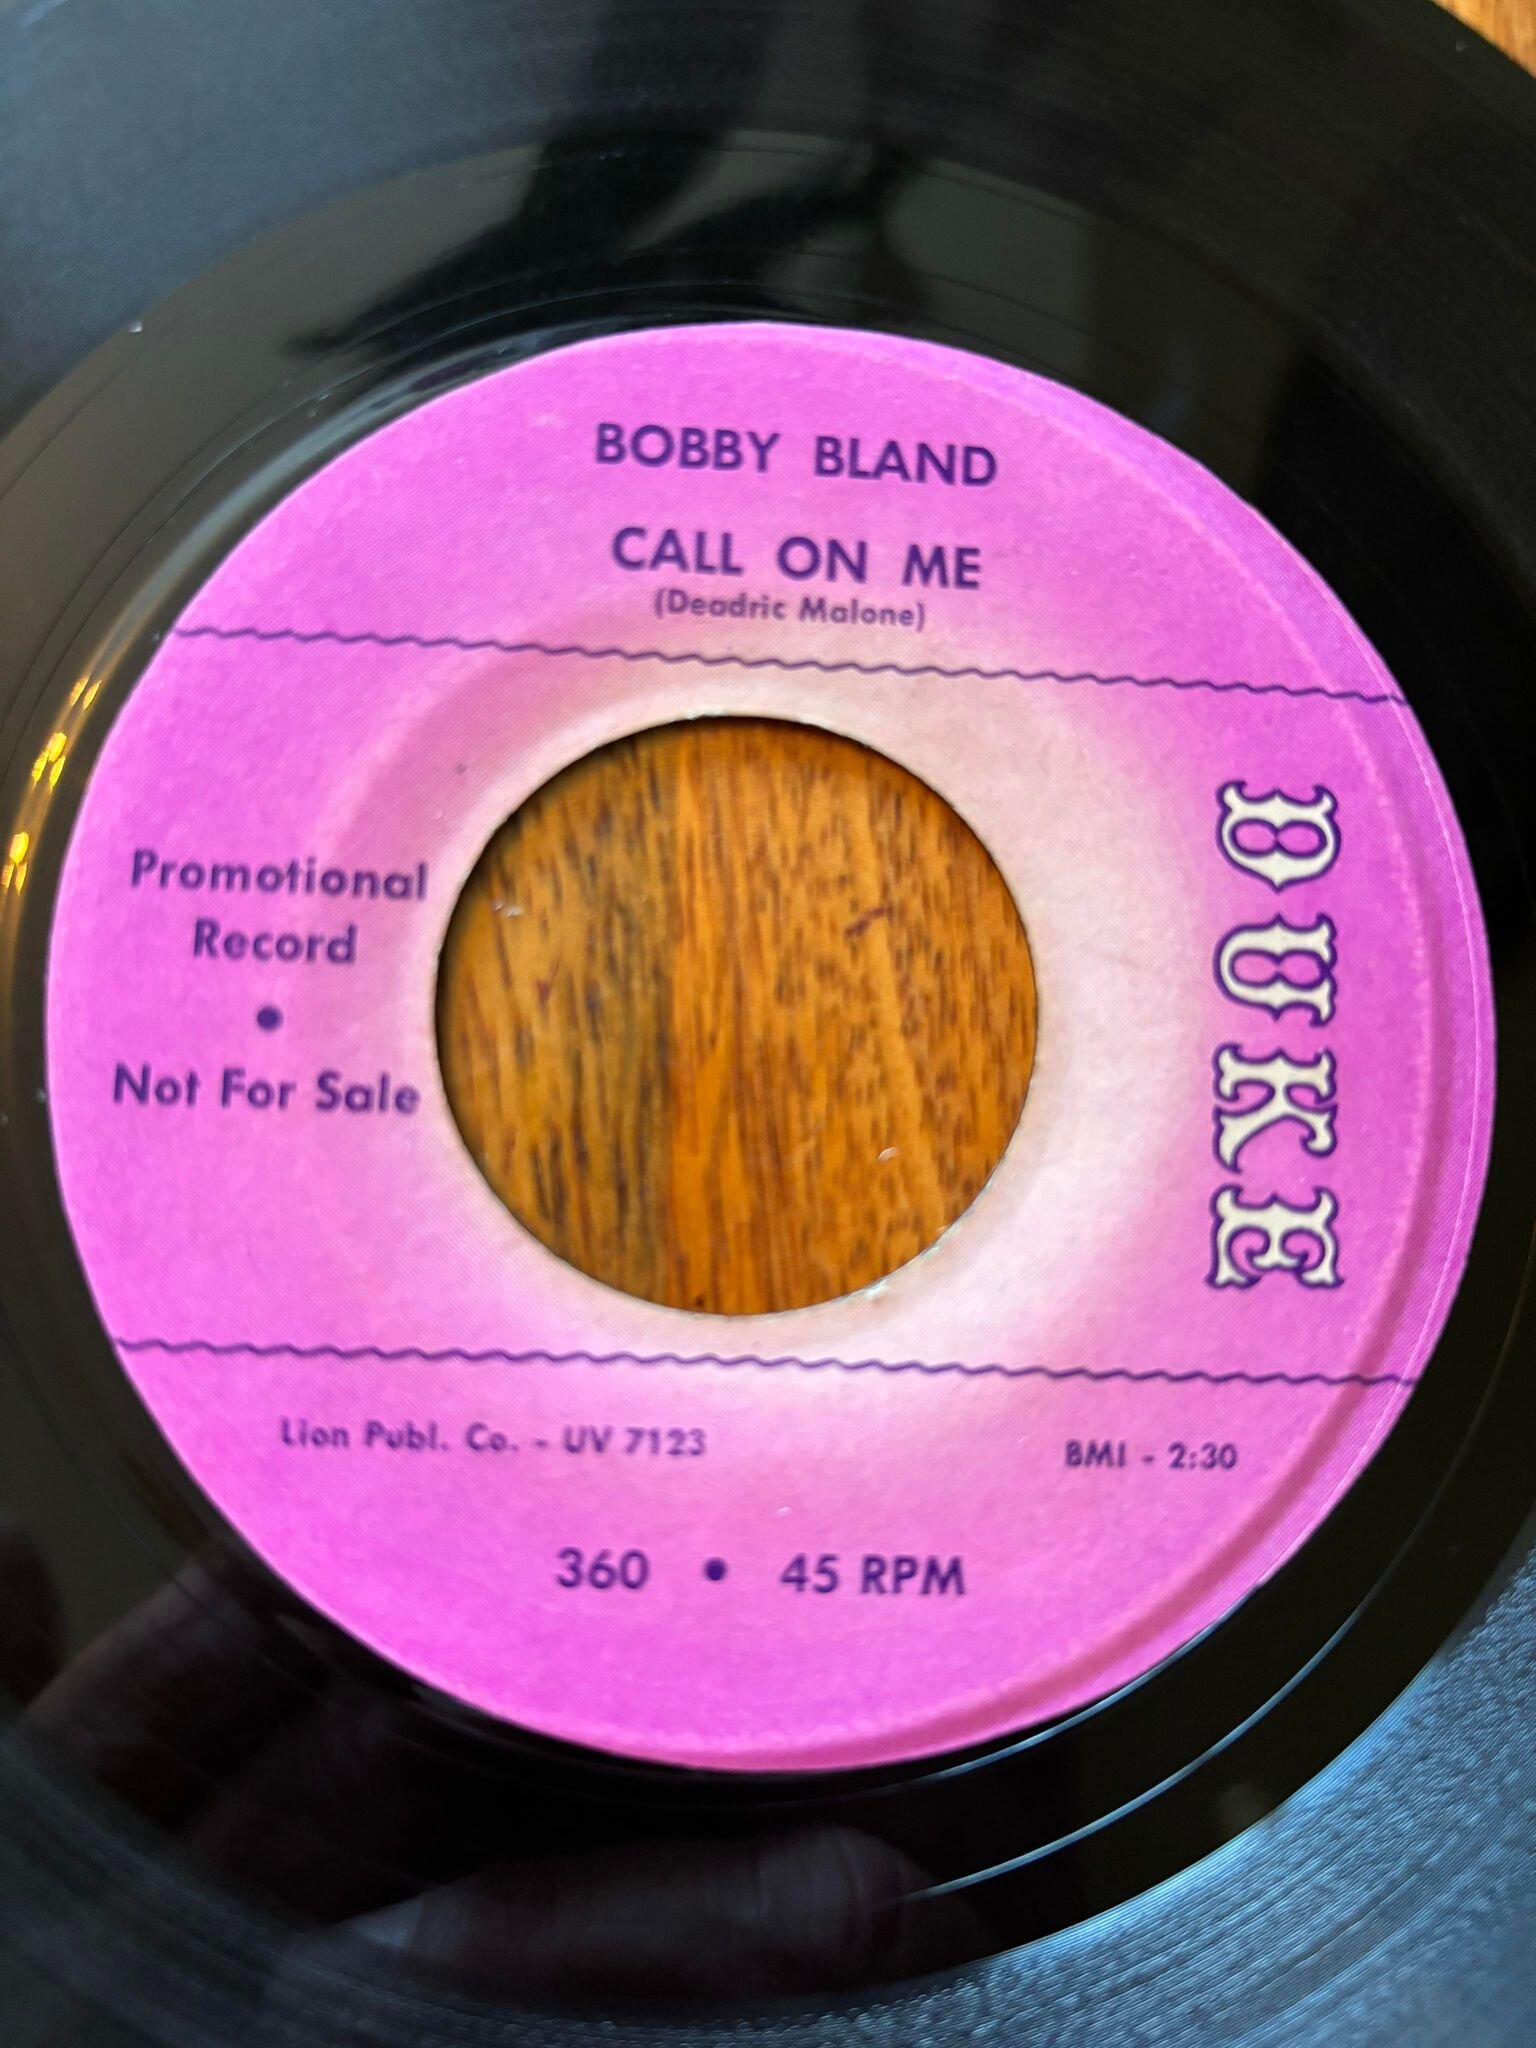 BOBBY BLAND
CALL ON ME
(Deadric Malone)
Promotional
Record
•
Not For Sale
DUKE
Lion Publ. Co. - UV 7123
BMI - 2:30
360 • 45 RPM